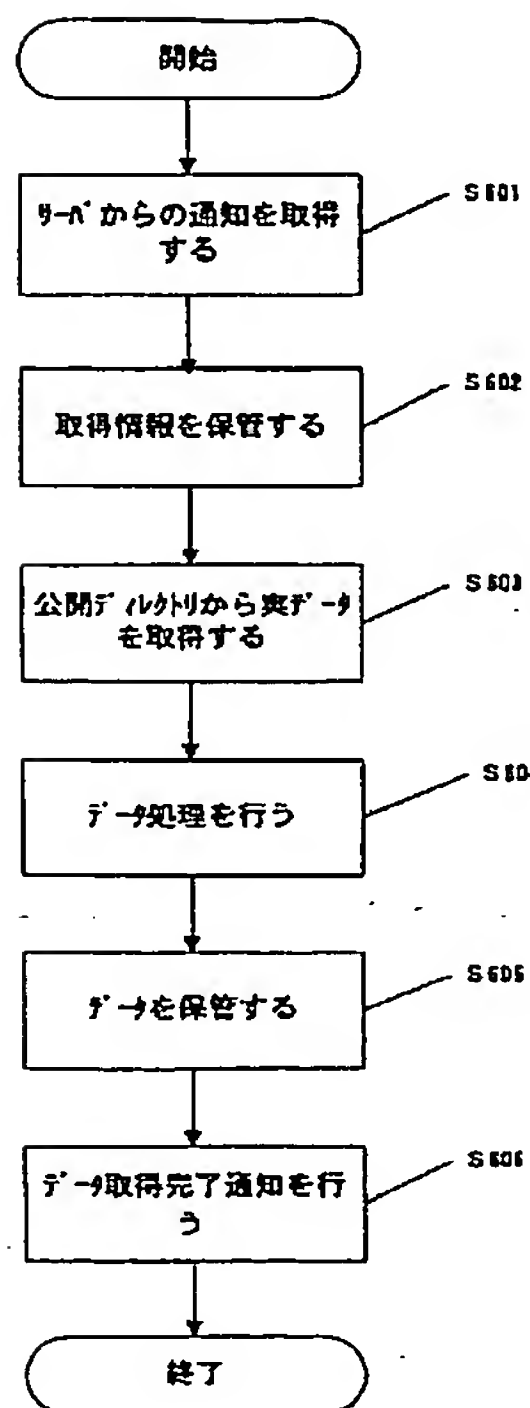 開始
サーバからの通知を取得
する
S601
取得情報を保管する
S602
公開ディレクトリから実データ
を取得する
S603
データ処理を行う
S60
データを保管する
S605
データ取得完了通知を行
う
S606
終了